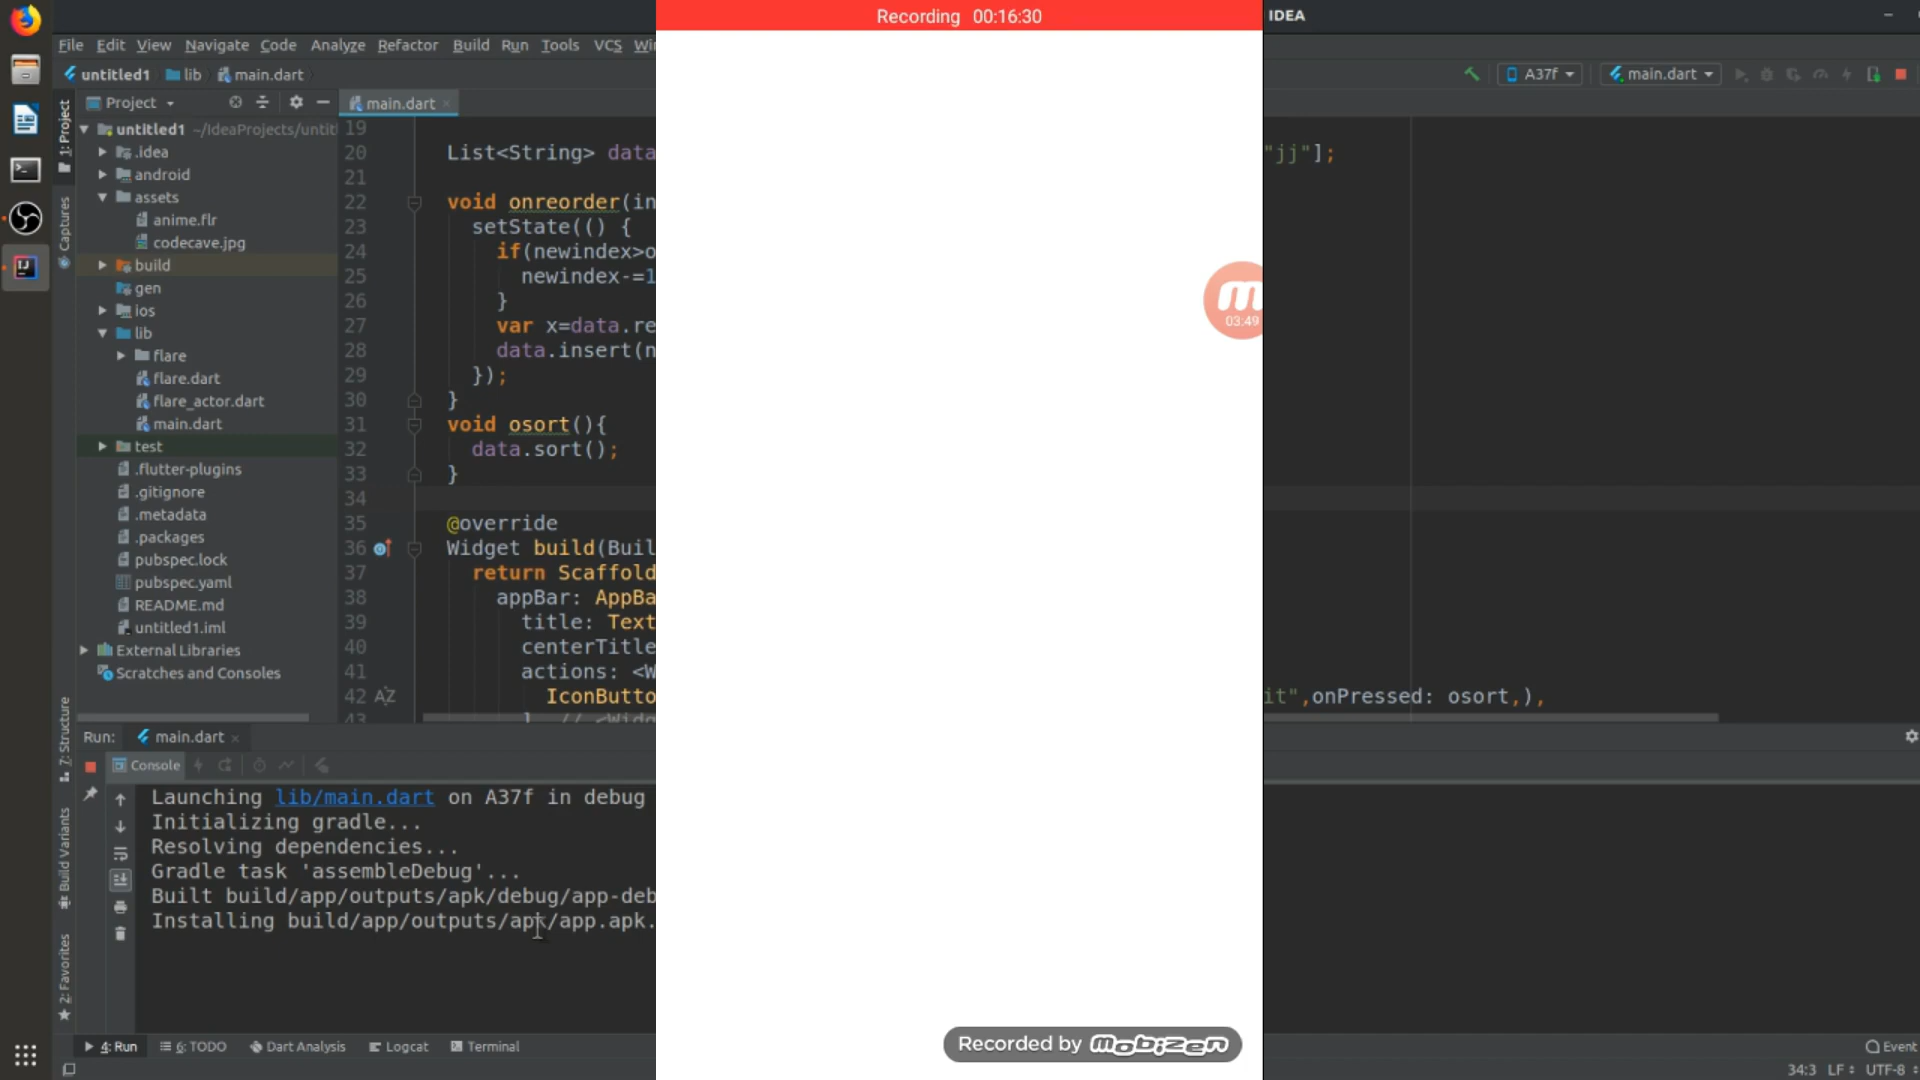 Recording 00:16:30
IDEA
File Edit View Navigate Code Analyze Refactor Build Run Tools VCS
untitled1 lib main.dart
A37f main.dart
Project
main.dart
1: Project
Captures
7: Structure
Build Variants
2: Favorites
untitled1 ~/IdeaProjects/untit
.idea
android
assets
anime.flr
codecave.jpg
build
gen
ios
lib
flare
flare.dart
flare_actor.dart
main.dart
test
.flutter-plugins
.gitignore
.metadata
.packages
pubspec.lock
pubspec.yaml
README.md
untitled1.iml
External Libraries
Scratches and Consoles
19
20 List<String> data "jj"];
21
22 void onreorder(in
23 setState(() {
24 if(newindex>o
25 newindex-=1
26 }
27 var x=data.re
28 data.insert(n
29 });
30 }
31 void osort(){
32 data.sort();
33 }
34
35 @override
36 Widget build(Buil
37 return Scaffold
38 appBar: AppBa
39 title: Text
40 centerTitle
41 actions: <W
42 IconButto it",onPressed: osort,),
43 ] // <Widg
03:49
Run: main.dart
Console
Launching lib/main.dart on A37f in debug
Initializing gradle...
Resolving dependencies...
Gradle task 'assembleDebug'...
Built build/app/outputs/apk/debug/app-deb
Installing build/app/outputs/apk/app.apk.
Recorded by mobizen
4: Run 6: TODO Dart Analysis Logcat Terminal Event
34:3 LF UTF-8